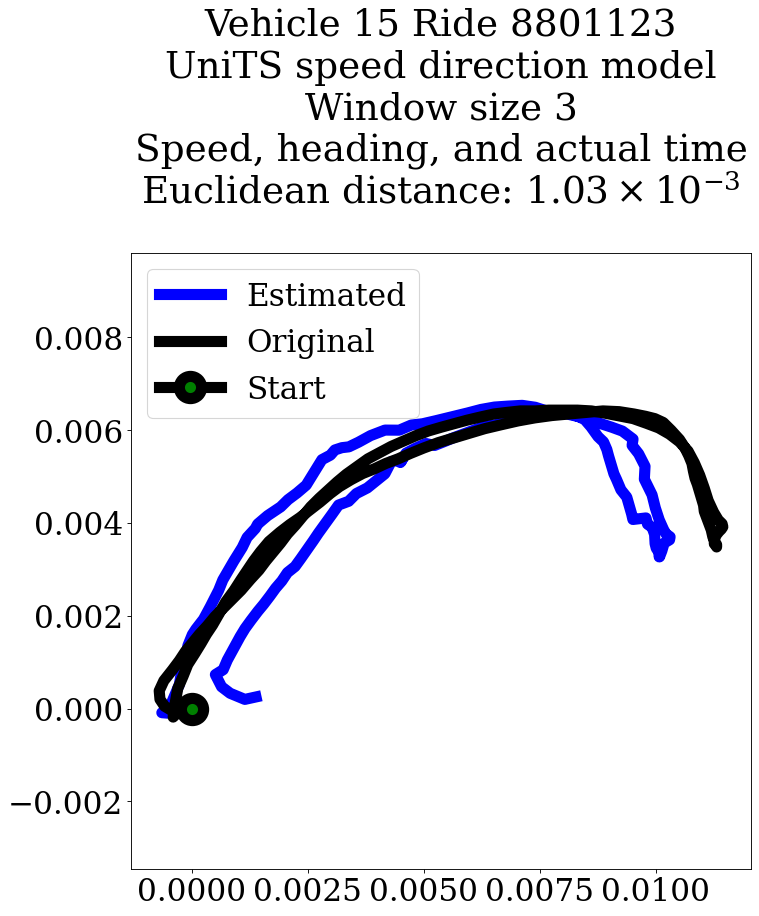 Vehicle 15 Ride 8801123
UniTS speed direction model
Window size 3
Speed, heading, and actual time
Euclidean distance: 1.03 × 10⁻³
Estimated
Original
Start
0.008
0.006
0.004
0.002
0.000
−0.002
0.0000 0.0025 0.0050 0.0075 0.0100